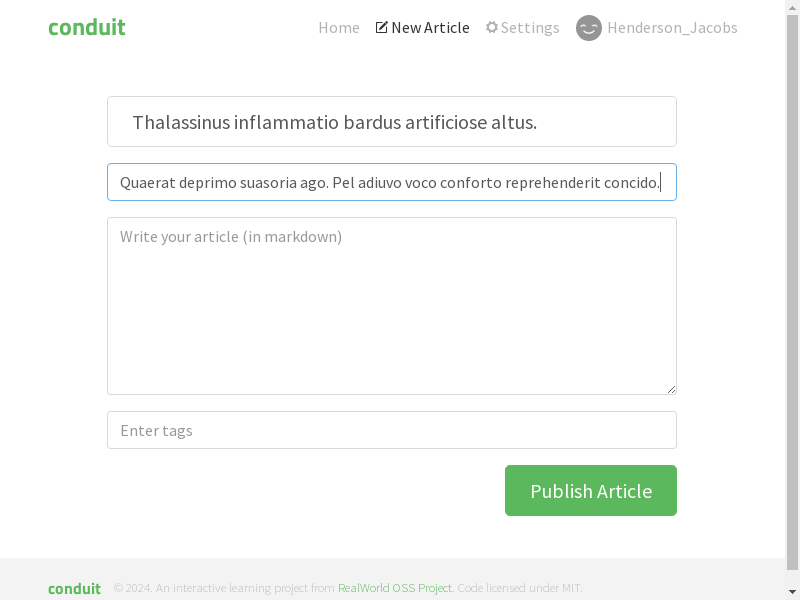 conduit
Home New Article Settings Henderson_Jacobs
Thalassinus inflammatio bardus artificiose altus.
Quaerat deprimo suasoria ago. Pel adiuvo voco conforto reprehenderit concido.
Write your article (in markdown)
Enter tags
Publish Article
conduit © 2024. An interactive learning project from RealWorld OSS Project. Code licensed under MIT.